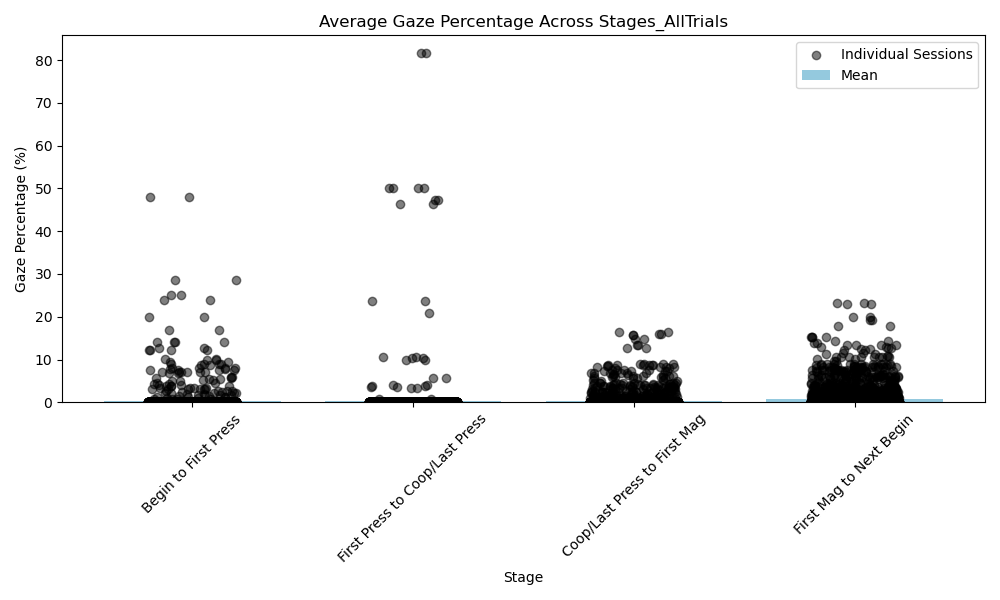 Average Gaze Percentage Across Stages_AllTrials
Individual Sessions
Mean
Gaze Percentage (%)
80
70
60
50
40
30
20
10
0
Begin to First Press
First Press to Coop/Last Press
Coop/Last Press to First Mag
First Mag to Next Begin
Stage